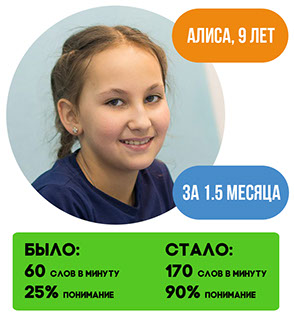 АЛИСА, 9 ЛЕТ
ЗА 1.5 МЕСЯЦА
БЫЛО:
60 СЛОВ В МИНУТУ
25% ПОНИМАНИЕ
СТАЛО:
170 СЛОВ В МИНУТУ
90% ПОНИМАНИЕ